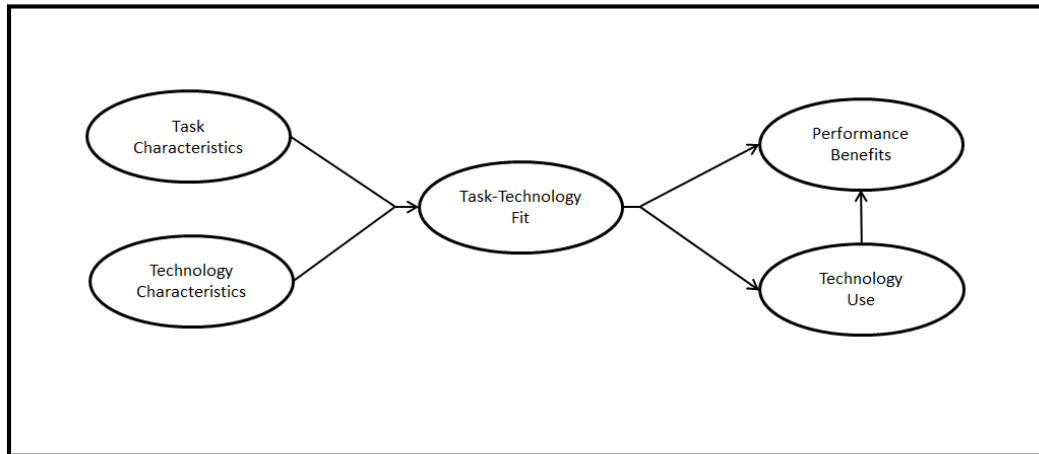 Task
Characteristics
Technology
Characteristics
Task-Technology
Fit
Performance
Benefits
Technology
Use